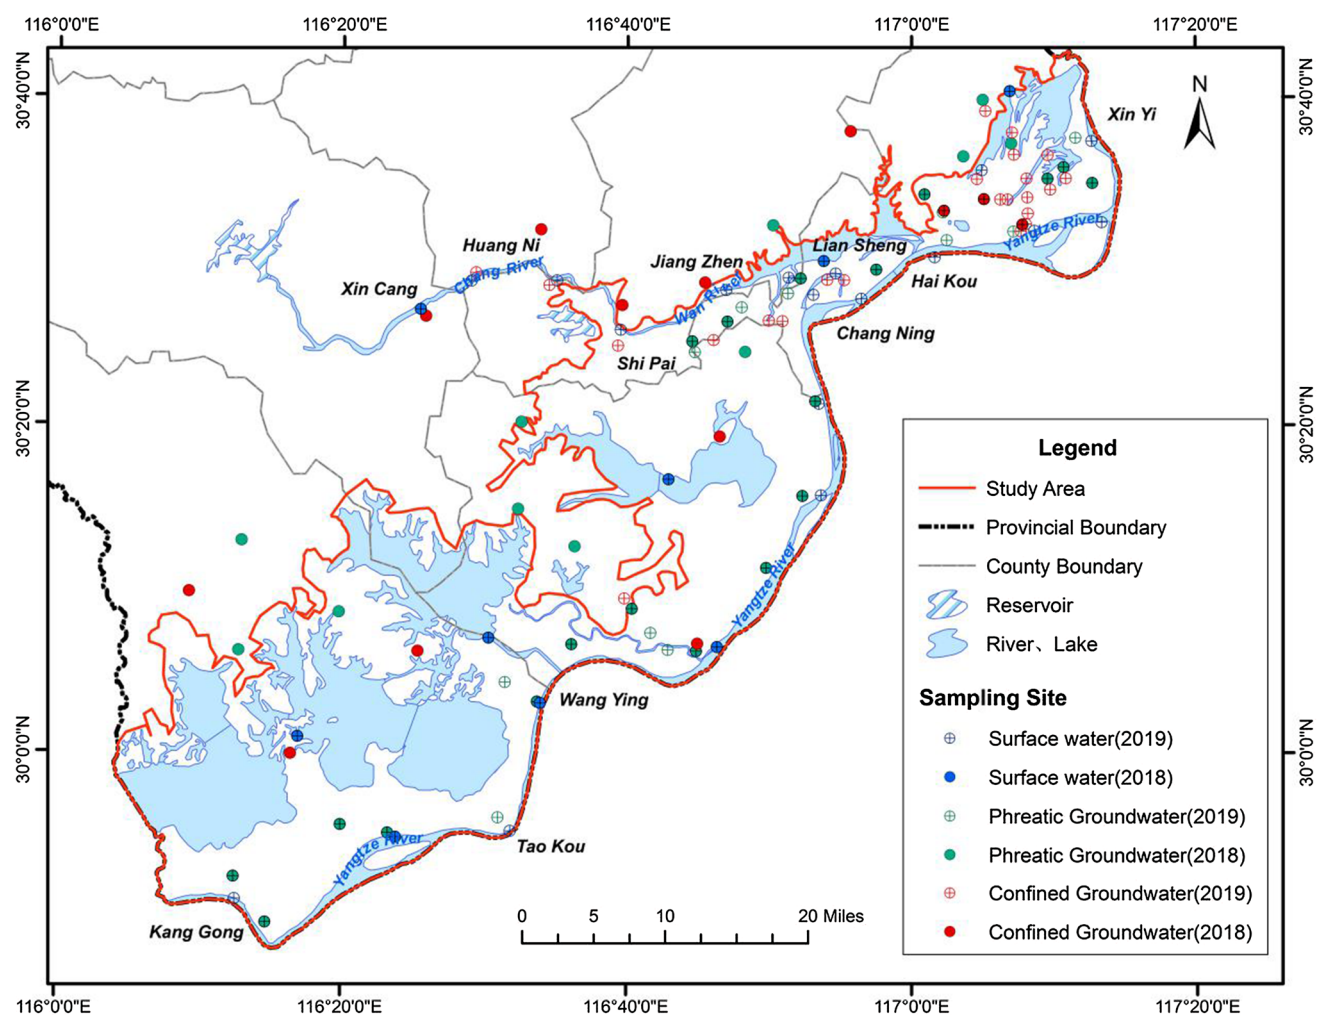 116°0'0"E 116°20'0"E 116°40'0"E 117°0'0"E 117°20'0"E
30°40'0"N
30°40'0"N
N
Xin Yi
Yangtze River
Huang Ni
Lian Sheng
Chang River
Jiang Zhen
Xin Cang
Wan River
Hai Kou
Chang Ning
Shi Pai
30°20'0"N
30°20'0"N
Legend
Study Area
Provincial Boundary
County Boundary
Reservoir
River、Lake
Yangtze River
Wang Ying
Sampling Site
Surface water(2019)
Surface water(2018)
Phreatic Groundwater(2019)
Phreatic Groundwater(2018)
Confined Groundwater(2019)
Confined Groundwater(2018)
30°0'0"N
30°0'0"N
Tao Kou
Yangtze River
Kang Gong
0 5 10 20 Miles
116°0'0"E 116°20'0"E 116°40'0"E 117°0'0"E 117°20'0"E